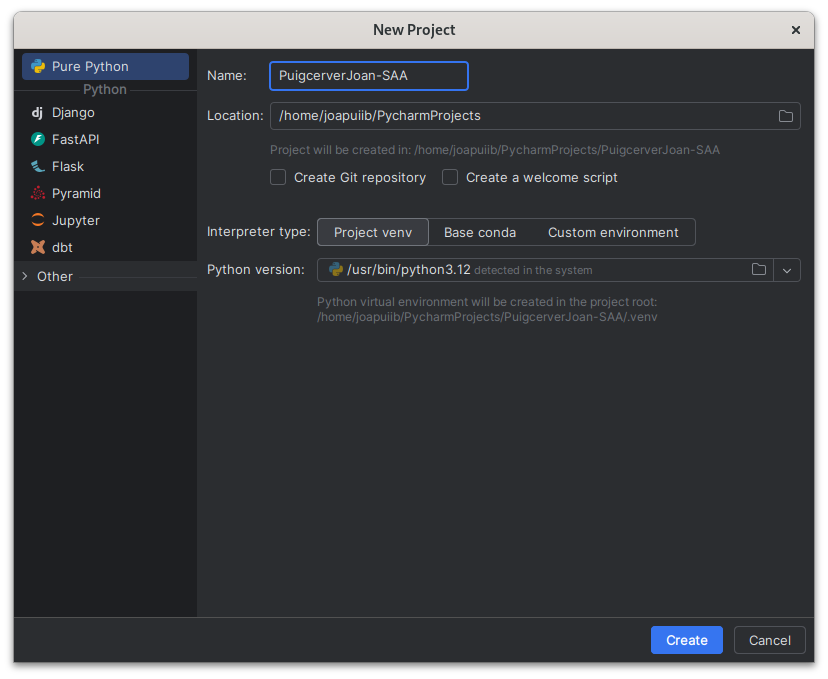 New Project
Pure Python
Python
dj Django
FastAPI
Flask
Pyramid
Jupyter
dbt
Other
Name: PuigcerverJoan-SAA
Location: /home/joapuiib/PycharmProjects
Project will be created in: /home/joapuiib/PycharmProjects/PuigcerverJoan-SAA
Create Git repository Create a welcome script
Interpreter type: Project venv Base conda Custom environment
Python version: /usr/bin/python3.12 detected in the system
Python virtual environment will be created in the project root:
/home/joapuiib/PycharmProjects/PuigcerverJoan-SAA/.venv
Create Cancel